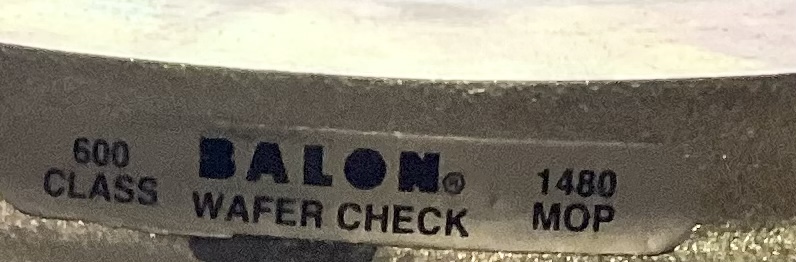 600 BALON® 1480
CLASS WAFER CHECK MOP